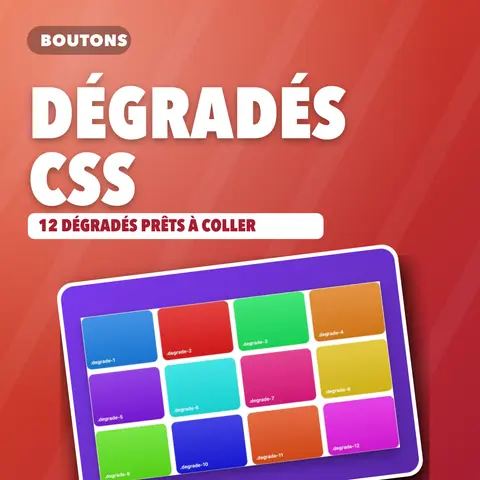 BOUTONS
DÉGRADÉS
CSS
12 DÉGRADÉS PRÊTS À COLLER
.degrade-1
.degrade-2
.degrade-3
.degrade-4
.degrade-5
.degrade-6
.degrade-7
.degrade-8
.degrade-9
.degrade-10
.degrade-11
.degrade-12